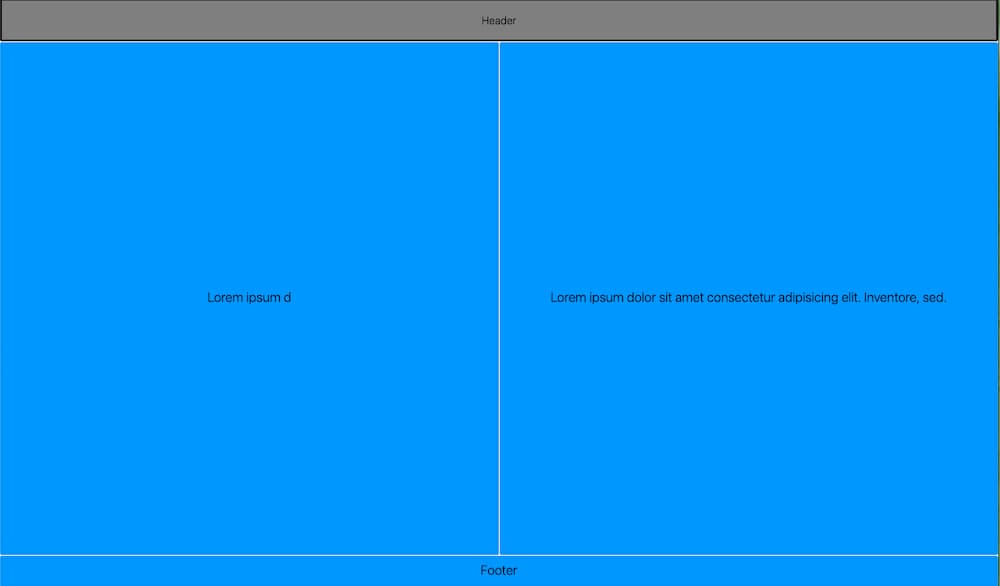 Header
Lorem ipsum d
Lorem ipsum dolor sit amet consectetur adipisicing elit. Inventore, sed.
Footer